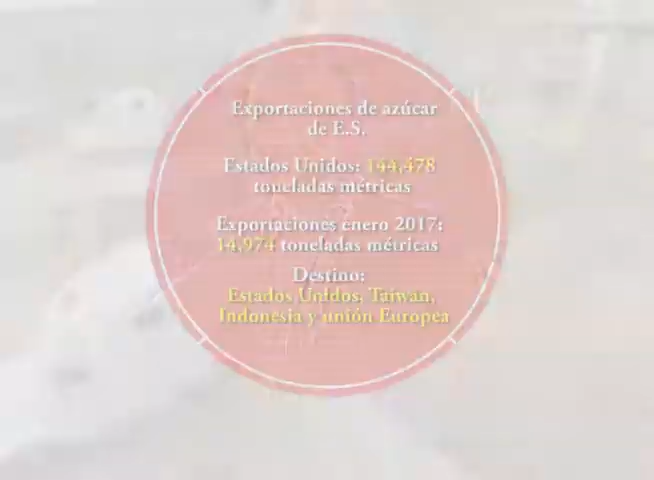 Exportaciones de azúcar
de E.S.
Estados Unidos: 144,478
toneladas métricas
Exportaciones enero 2017:
14,974 toneladas métricas
Destino:
Estados Unidos, Taiwan,
Indonesia y unión Europea